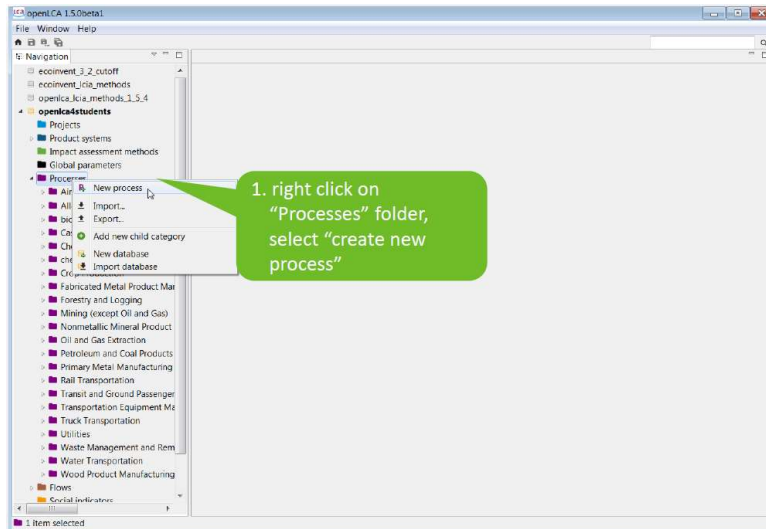 openLCA 1.5.0beta1
File Window Help
Navigation
ecoinvent_3_2_cutoff
ecoinvent_lcia_methods
openlca_lcia_methods_1_5_4
openlca4students
Projects
Product systems
Impact assessment methods
Global parameters
Processes
New process
Import...
Export...
Add new child category
New database
Import database
1. right click on
"Processes" folder,
select "create new
process"
Fabricated Metal Product Mar
Forestry and Logging
Mining (except Oil and Gas)
Nonmetallic Mineral Product
Oil and Gas Extraction
Petroleum and Coal Products
Primary Metal Manufacturing
Rail Transportation
Transit and Ground Passenger
Transportation Equipment Ma
Truck Transportation
Utilities
Waste Management and Rem
Water Transportation
Wood Product Manufacturing
Flows
Social indicators
1 item selected